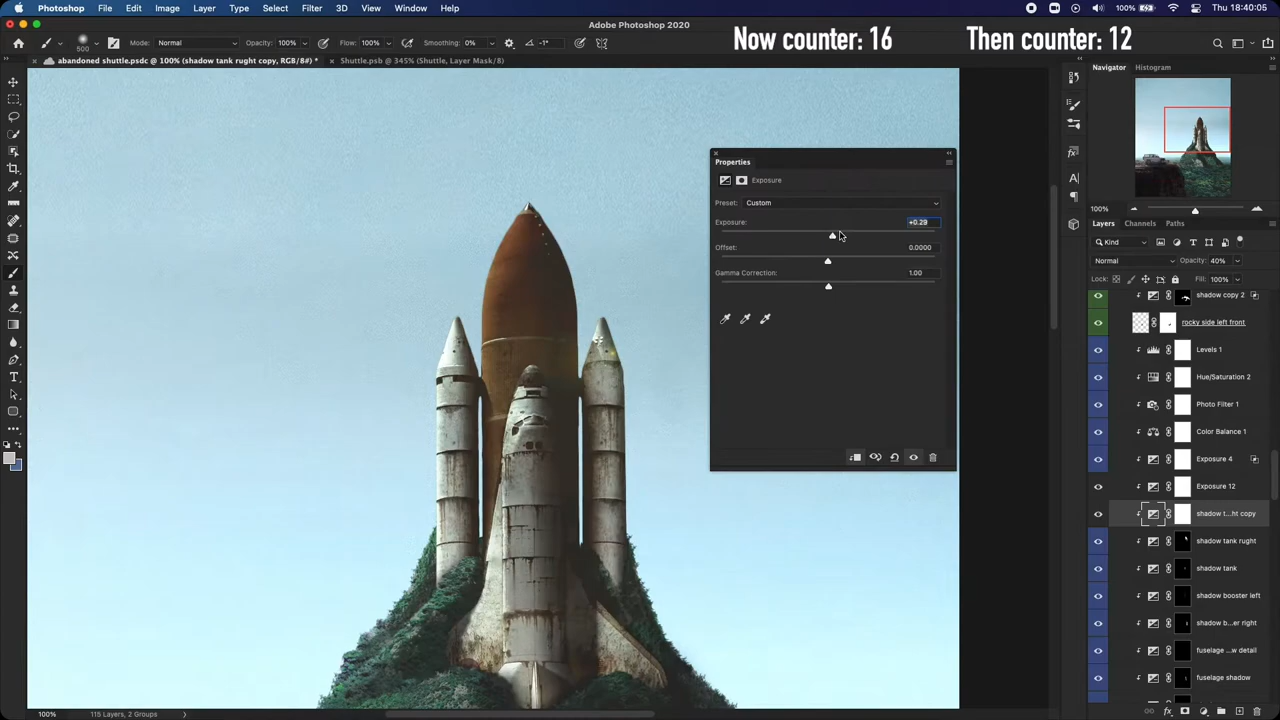 Photoshop File Edit Image Layer Type Select Filter 3D View Window Help
100% Thu 18:40:05
Adobe Photoshop 2020
Now counter: 16 Then counter: 12
500 Mode: Normal Opacity: 100% Flow: 100% Smoothing: 0% -1°
abandoned shuttle.psdc @ 100% (shadow tank rught copy, RGB/8#) * Shuttle.psb @ 345% (Shuttle, Layer Mask/8)
Navigator Histogram
Properties
Exposure
Preset: Custom
Exposure: +0.29
Offset: 0.0000
Gamma Correction: 1.00
100%
Layers Channels Paths
Kind
Normal Opacity: 40%
Lock: Fill: 100%
shadow copy 2
rocky side left front
Levels 1
Hue/Saturation 2
Photo Filter 1
Color Balance 1
Exposure 4
Exposure 12
shadow t...ht copy
shadow tank rught
shadow tank
shadow booster left
shadow b...er right
fuselage ...w detail
fuselage shadow
100% 115 Layers, 2 Groups